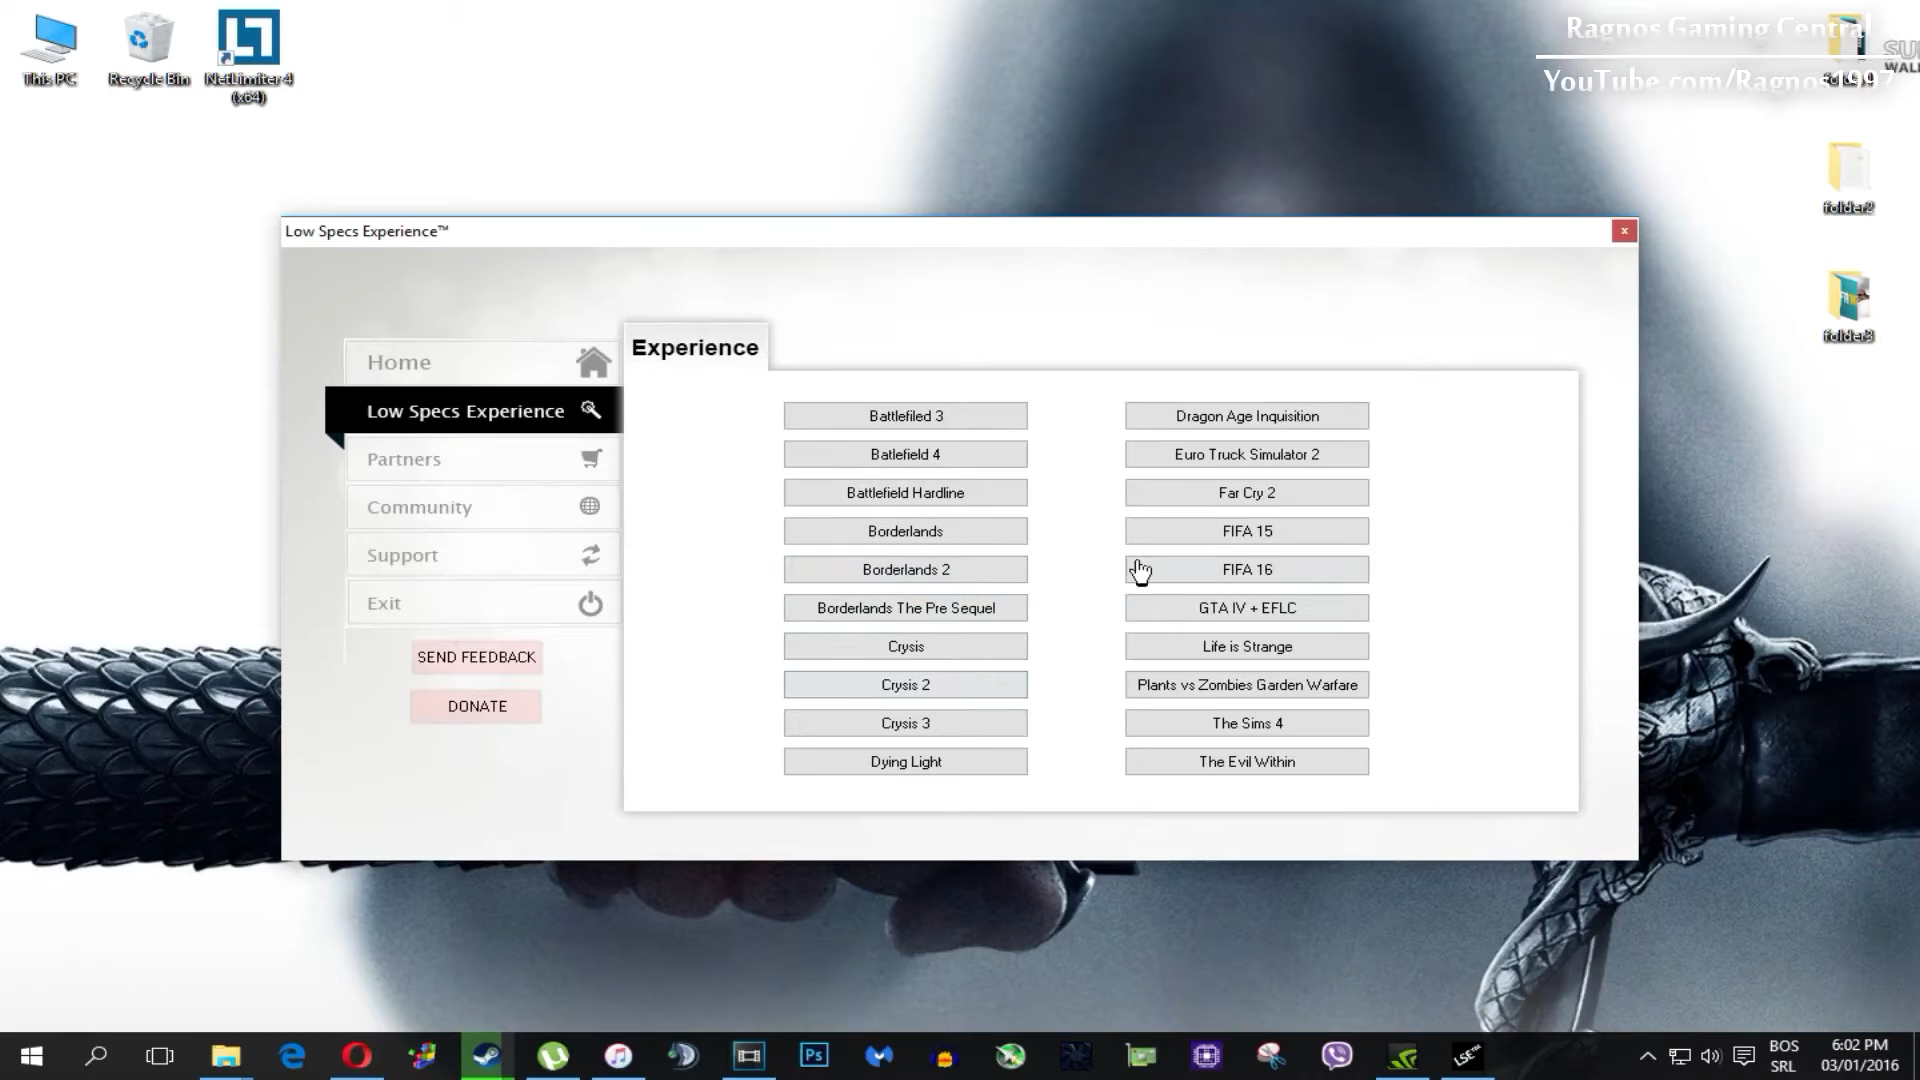 This PC
Recycle Bin
NetLimiter 4
(x64)
Ragnos Gaming Central
YouTube.com/Ragnos1997
WALL
folder2
folder3
Low Specs Experience™
x
Home
Low Specs Experience
Partners
Community
Support
Exit
SEND FEEDBACK
DONATE
Experience
Battlefiled 3
Batlefield 4
Battlefield Hardline
Borderlands
Borderlands 2
Borderlands The Pre Sequel
Crysis
Crysis 2
Crysis 3
Dying Light
Dragon Age Inquisition
Euro Truck Simulator 2
Far Cry 2
FIFA 15
FIFA 16
GTA IV + EFLC
Life is Strange
Plants vs Zombies Garden Warfare
The Sims 4
The Evil Within
Ps
LSE™
BOS
SRL
6:02 PM
03/01/2016